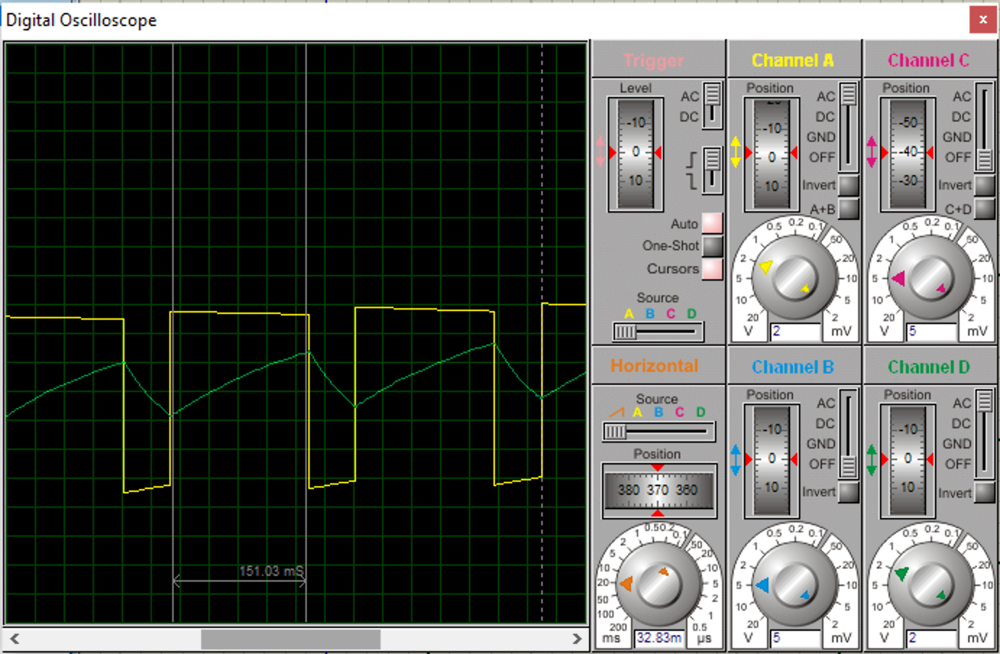 Digital Oscilloscope
x
151.03 mS
Trigger
Level
-10
0
10
AC
DC
Auto
One-Shot
Cursors
Source
A B C D
Channel A
Position
-10
0
10
AC
DC
GND
OFF
Invert
A+B
20 10 5 2 1 0.5 0.2 0.1 50 20 10 5 2
V 2 mV
Channel C
Position
-50
-40
-30
AC
DC
GND
OFF
Invert
C+D
20 10 5 2 1 0.5 0.2 0.1 50 20 10 5 2
V 5 mV
Horizontal
Source
A B C D
Position
380 370 360
200 100 50 20 10 5 2 1 0.5 0.2 0.1 50 20 10 5 2 1 0.5
ms 32.83m µs
Channel B
Position
-10
0
10
AC
DC
GND
OFF
Invert
20 10 5 2 1 0.5 0.2 0.1 50 20 10 5 2
V 5 mV
Channel D
Position
-10
0
10
AC
DC
GND
OFF
Invert
20 10 5 2 1 0.5 0.2 0.1 50 20 10 5 2
V 2 mV